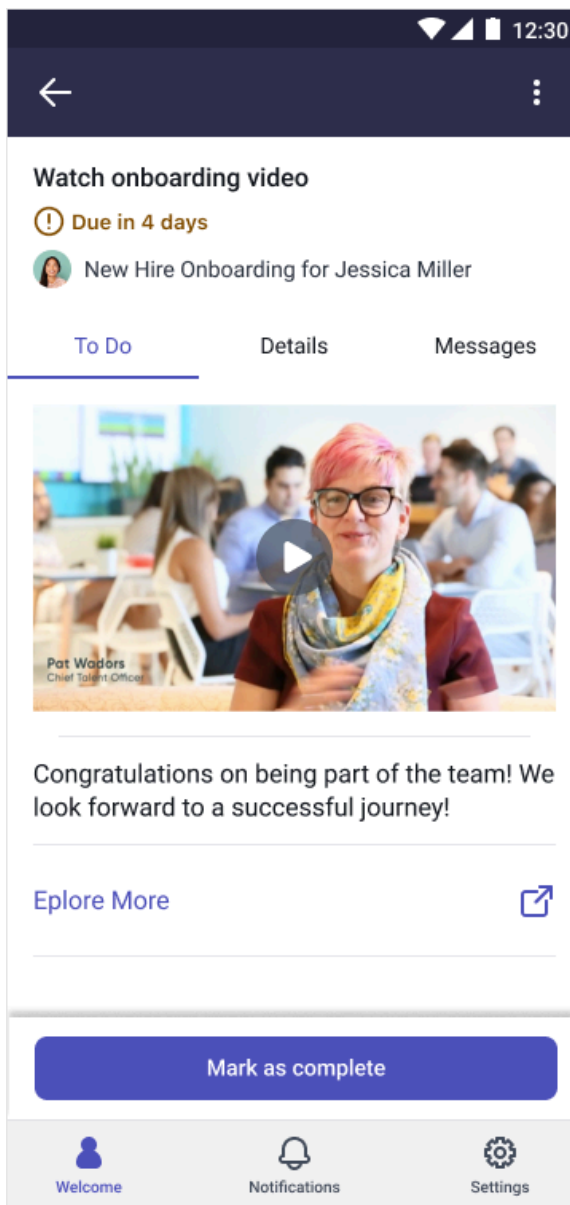 12:30
Watch onboarding video
Due in 4 days
New Hire Onboarding for Jessica Miller
To Do Details Messages
Pat Wadors
Chief Talent Officer
Congratulations on being part of the team! We
look forward to a successful journey!
Eplore More
Mark as complete
Welcome Notifications Settings